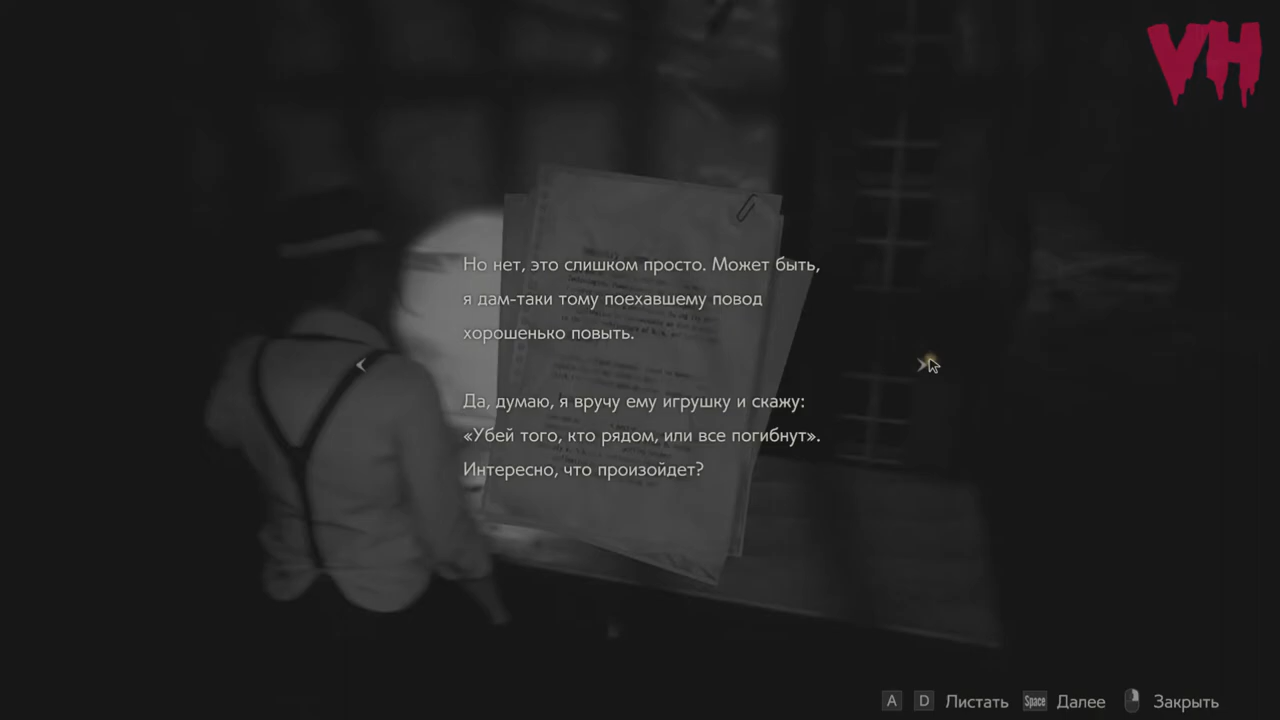 VH
Но нет, это слишком просто. Может быть,
я дам-таки тому поехавшему повод
хорошенько повыть.
Да, думаю, я вручу ему игрушку и скажу:
«Убей того, кто рядом, или все погибнут».
Интересно, что произойдет?
A D Листать Space Далее Закрыть